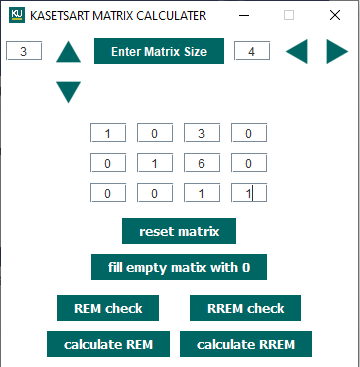 KU KASETSART MATRIX CALCULATER
3 Enter Matrix Size 4
1 0 3 0
0 1 6 0
0 0 1 1
reset matrix
fill empty matix with 0
REM check RREM check
calculate REM calculate RREM